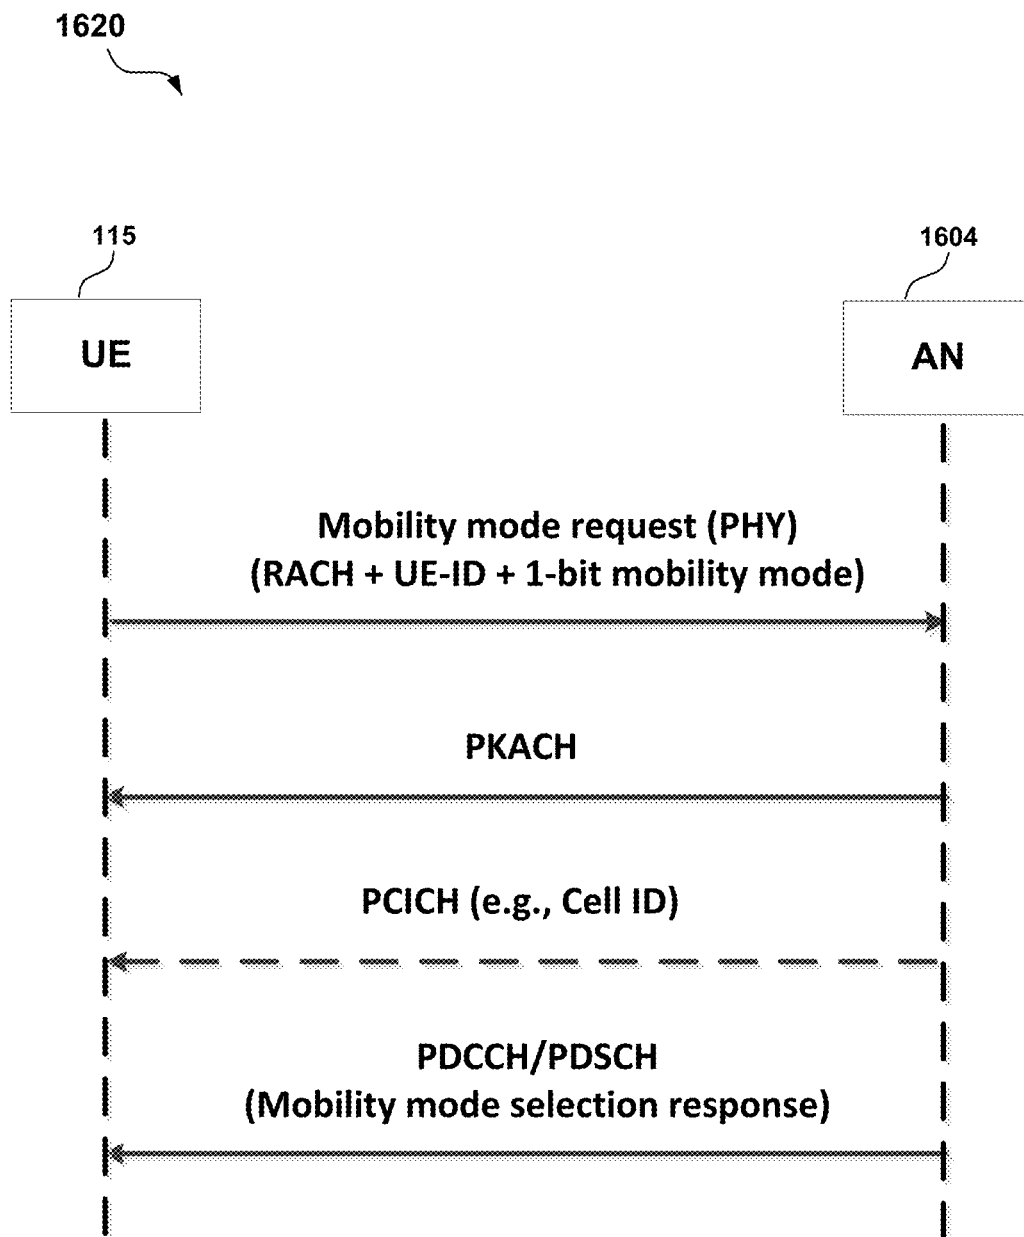 1620
115
1604
UE
AN
Mobility mode request (PHY)
(RACH + UE-ID + 1-bit mobility mode)
PKACH
PCICH (e.g., Cell ID)
PDCCH/PDSCH
(Mobility mode selection response)